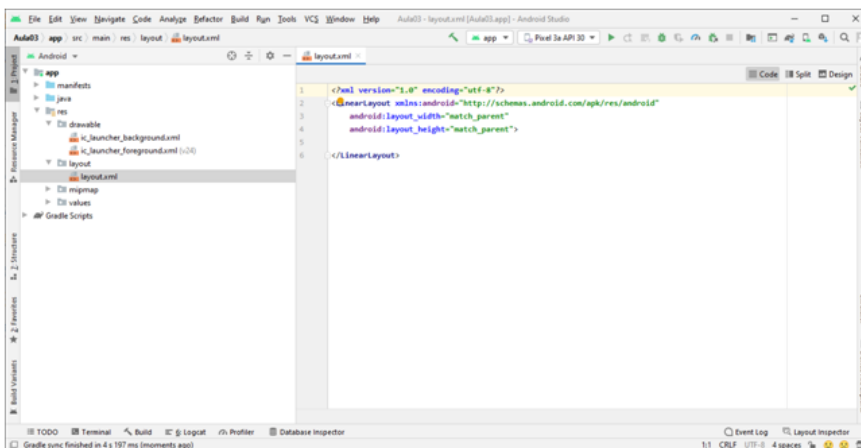 File Edit View Navigate Code Analyze Refactor Build Run Tools VCS Window Help Aula03 - layout.xml [Aula03.app] - Android Studio
Aula03 app src main res layout layout.xml app Pixel 3a API 30
1: Project
Android
layout.xml
Code Split Design
app
manifests
java
res
drawable
ic_launcher_background.xml
ic_launcher_foreground.xml (v24)
layout
layout.xml
mipmap
values
Gradle Scripts
1 <?xml version="1.0" encoding="utf-8"?>
2 <LinearLayout xmlns:android="http://schemas.android.com/apk/res/android"
3 android:layout_width="match_parent"
4 android:layout_height="match_parent">
5
6 </LinearLayout>
Resource Manager
Z: Structure
2: Favorites
Build Variants
TODO Terminal Build 6: Logcat Profiler Database Inspector Event Log Layout Inspector
Gradle sync finished in 4 s 197 ms (moments ago) 1:1 CRLF UTF-8 4 spaces